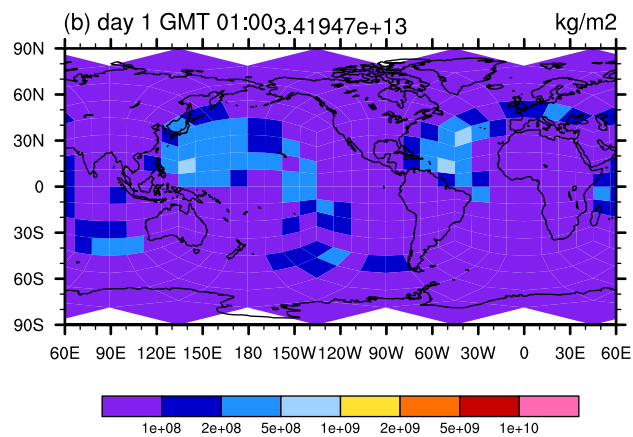 (b) day 1 GMT 01:00 3.41947e+13 kg/m2
90N
60N
30N
0
30S
60S
90S
60E 90E 120E 150E 180 150W 120W 90W 60W 30W 0 30E 60E
1e+08 2e+08 5e+08 1e+09 2e+09 5e+09 1e+10